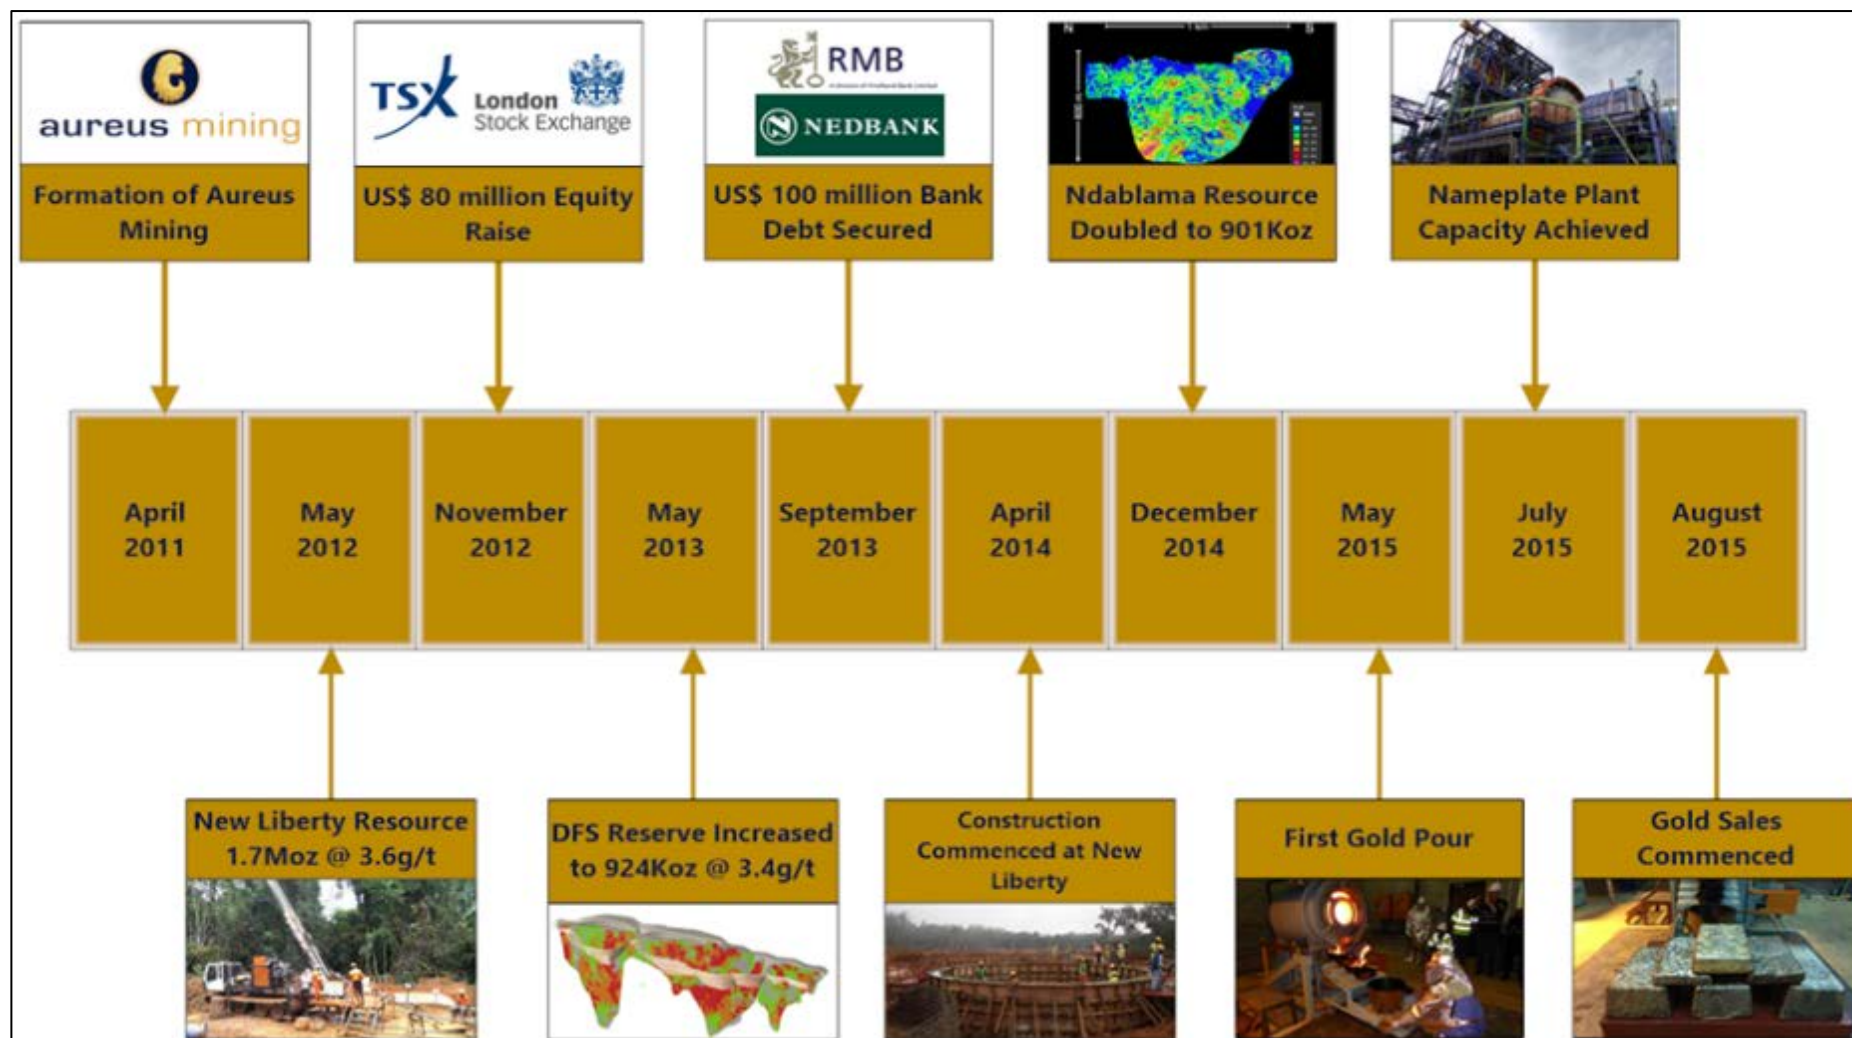 aureus mining
Formation of Aureus
Mining
TSX
London
Stock Exchange
US$ 80 million Equity
Raise
RMB
NEDBANK
US$ 100 million Bank
Debt Secured
N
S
Ndablama Resource
Doubled to 901Koz
Nameplate Plant
Capacity Achieved
April
2011
May
2012
November
2012
May
2013
September
2013
April
2014
December
2014
May
2015
July
2015
August
2015
New Liberty Resource
1.7Moz @ 3.6g/t
DFS Reserve Increased
to 924Koz @ 3.4g/t
Construction
Commenced at New
Liberty
First Gold Pour
Gold Sales
Commenced